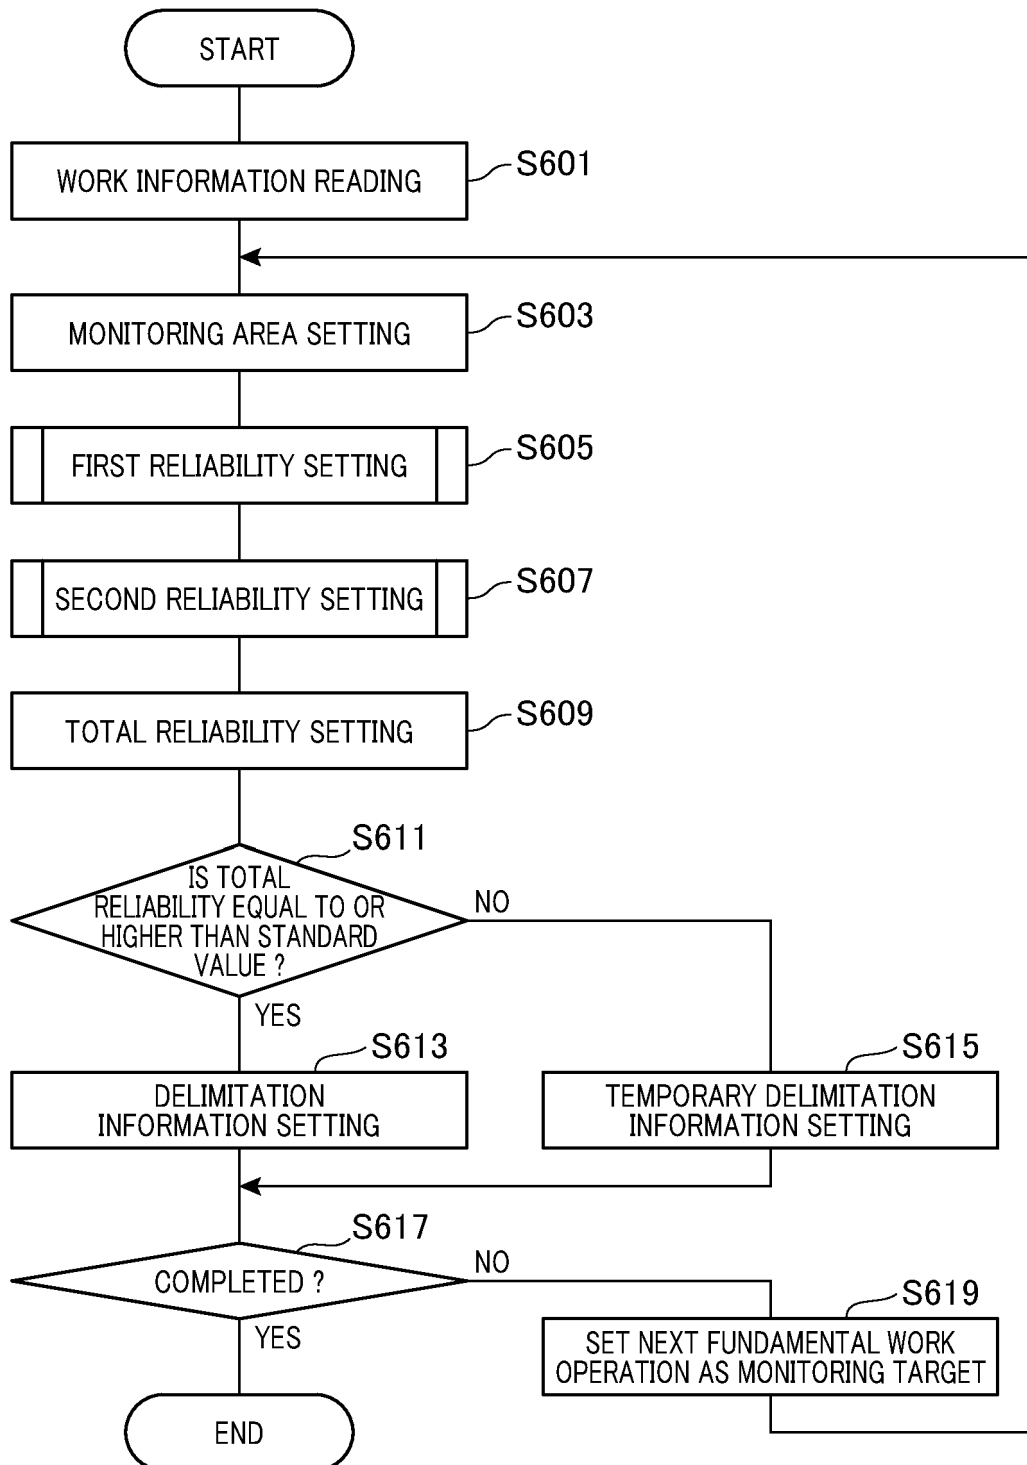 START
WORK INFORMATION READING
S601
MONITORING AREA SETTING
S603
FIRST RELIABILITY SETTING
S605
SECOND RELIABILITY SETTING
S607
TOTAL RELIABILITY SETTING
S609
S611
IS TOTAL
RELIABILITY EQUAL TO OR
HIGHER THAN STANDARD
VALUE ?
NO
YES
S613
DELIMITATION
INFORMATION SETTING
S615
TEMPORARY DELIMITATION
INFORMATION SETTING
S617
COMPLETED ?
NO
YES
S619
SET NEXT FUNDAMENTAL WORK
OPERATION AS MONITORING TARGET
END